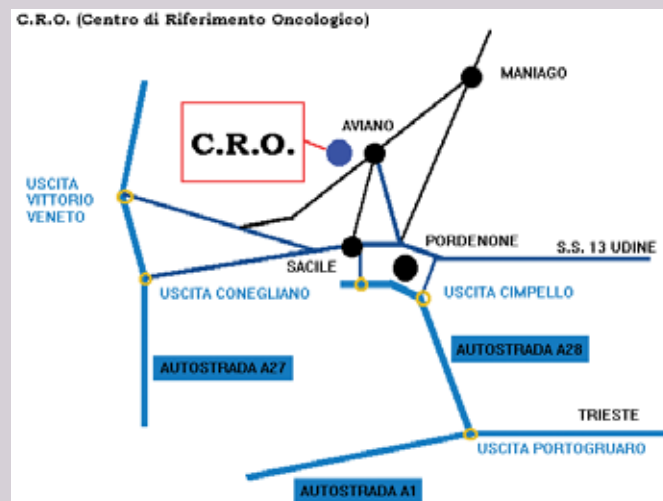 C.R.O. (Centro di Riferimento Oncologico)
MANIAGO
AVIANO
C.R.O.
USCITA
VITTORIO
VENETO
PORDENONE
S.S. 13 UDINE
SACILE
USCITA CONEGLIANO
USCITA CIMPELLO
AUTOSTRADA A28
AUTOSTRADA A27
TRIESTE
USCITA PORTOGRUARO
AUTOSTRADA A1